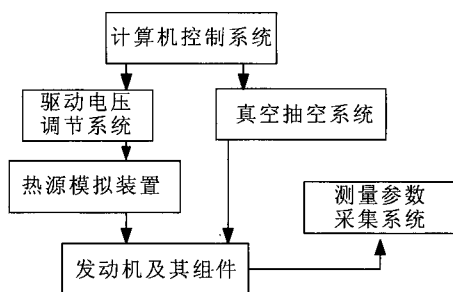 计算机控制系统
驱动电压
调节系统
真空抽空系统
热源模拟装置
测量参数
采集系统
发动机及其组件